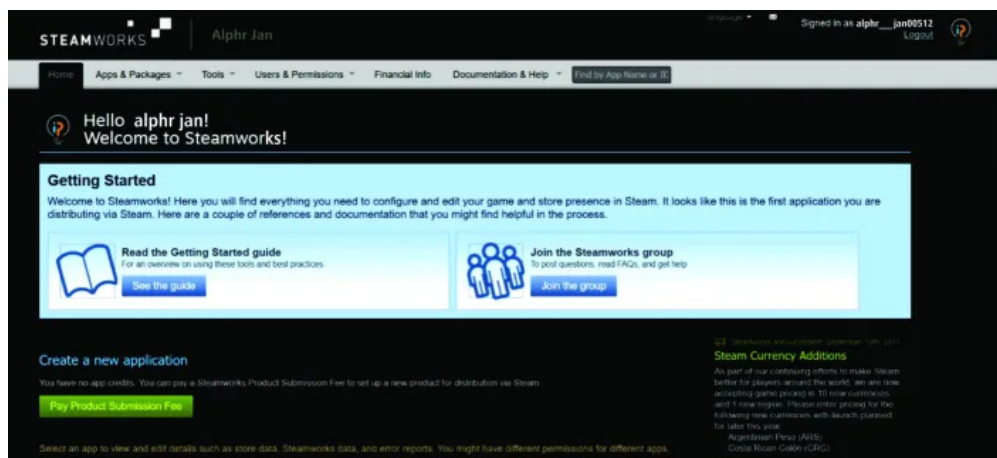 STEAMWORKS
Alphr Jan
language
Signed in as alphr__jan00512
Logout
Home Apps & Packages Tools Users & Permissions Financial Info Documentation & Help Find by App Name or ID
Hello alphr jan!
Welcome to Steamworks!
Getting Started
Welcome to Steamworks! Here you will find everything you need to configure and edit your game and store presence in Steam. It looks like this is the first application you are
distributing via Steam. Here are a couple of references and documentation that you might find helpful in the process.
Read the Getting Started guide
For an overview on using these tools and best practices.
See the guide
Join the Steamworks group
To post questions, read FAQs, and get help
Join the group
Create a new application
You have no app credits. You can pay a Steamworks Product Submission Fee to set up a new product for distribution via Steam
Pay Product Submission Fee
Select an app to view and edit details such as store data, Steamworks data, and error reports. You might have different permissions for different apps,
Steamworks announcement September 19th, 2017
Steam Currency Additions
As part of our continuing efforts to make Steam
better for players around the world, we are now
accepting game pricing in 10 new currencies
and 1 new region. Please enter pricing for the
following new currencies with launch planned
for later this year
Argentinian Peso (ARS)
Costa Rican Colón (CRC)